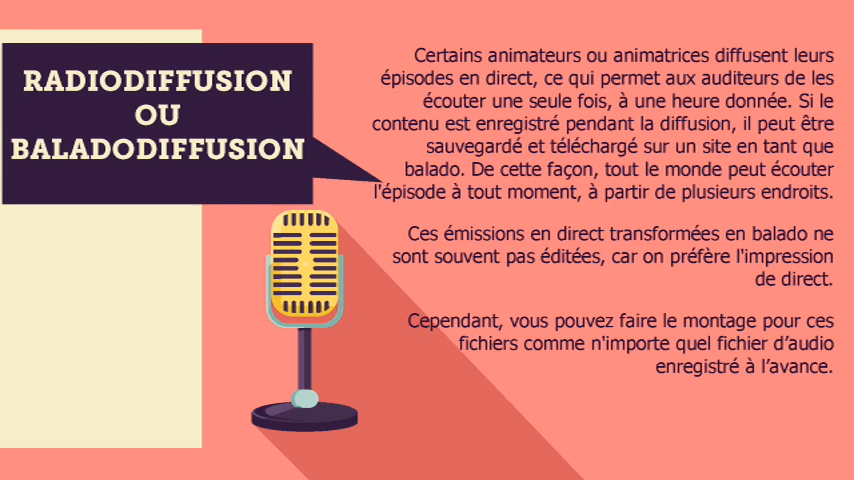 RADIODIFFUSION
OU
BALADODIFFUSION
Certains animateurs ou animatrices diffusent leurs
épisodes en direct, ce qui permet aux auditeurs de les
écouter une seule fois, à une heure donnée. Si le
contenu est enregistré pendant la diffusion, il peut être
sauvegardé et téléchargé sur un site en tant que
balado. De cette façon, tout le monde peut écouter
l'épisode à tout moment, à partir de plusieurs endroits.
Ces émissions en direct transformées en balado ne
sont souvent pas éditées, car on préfère l'impression
de direct.
Cependant, vous pouvez faire le montage pour ces
fichiers comme n'importe quel fichier d’audio
enregistré à l’avance.